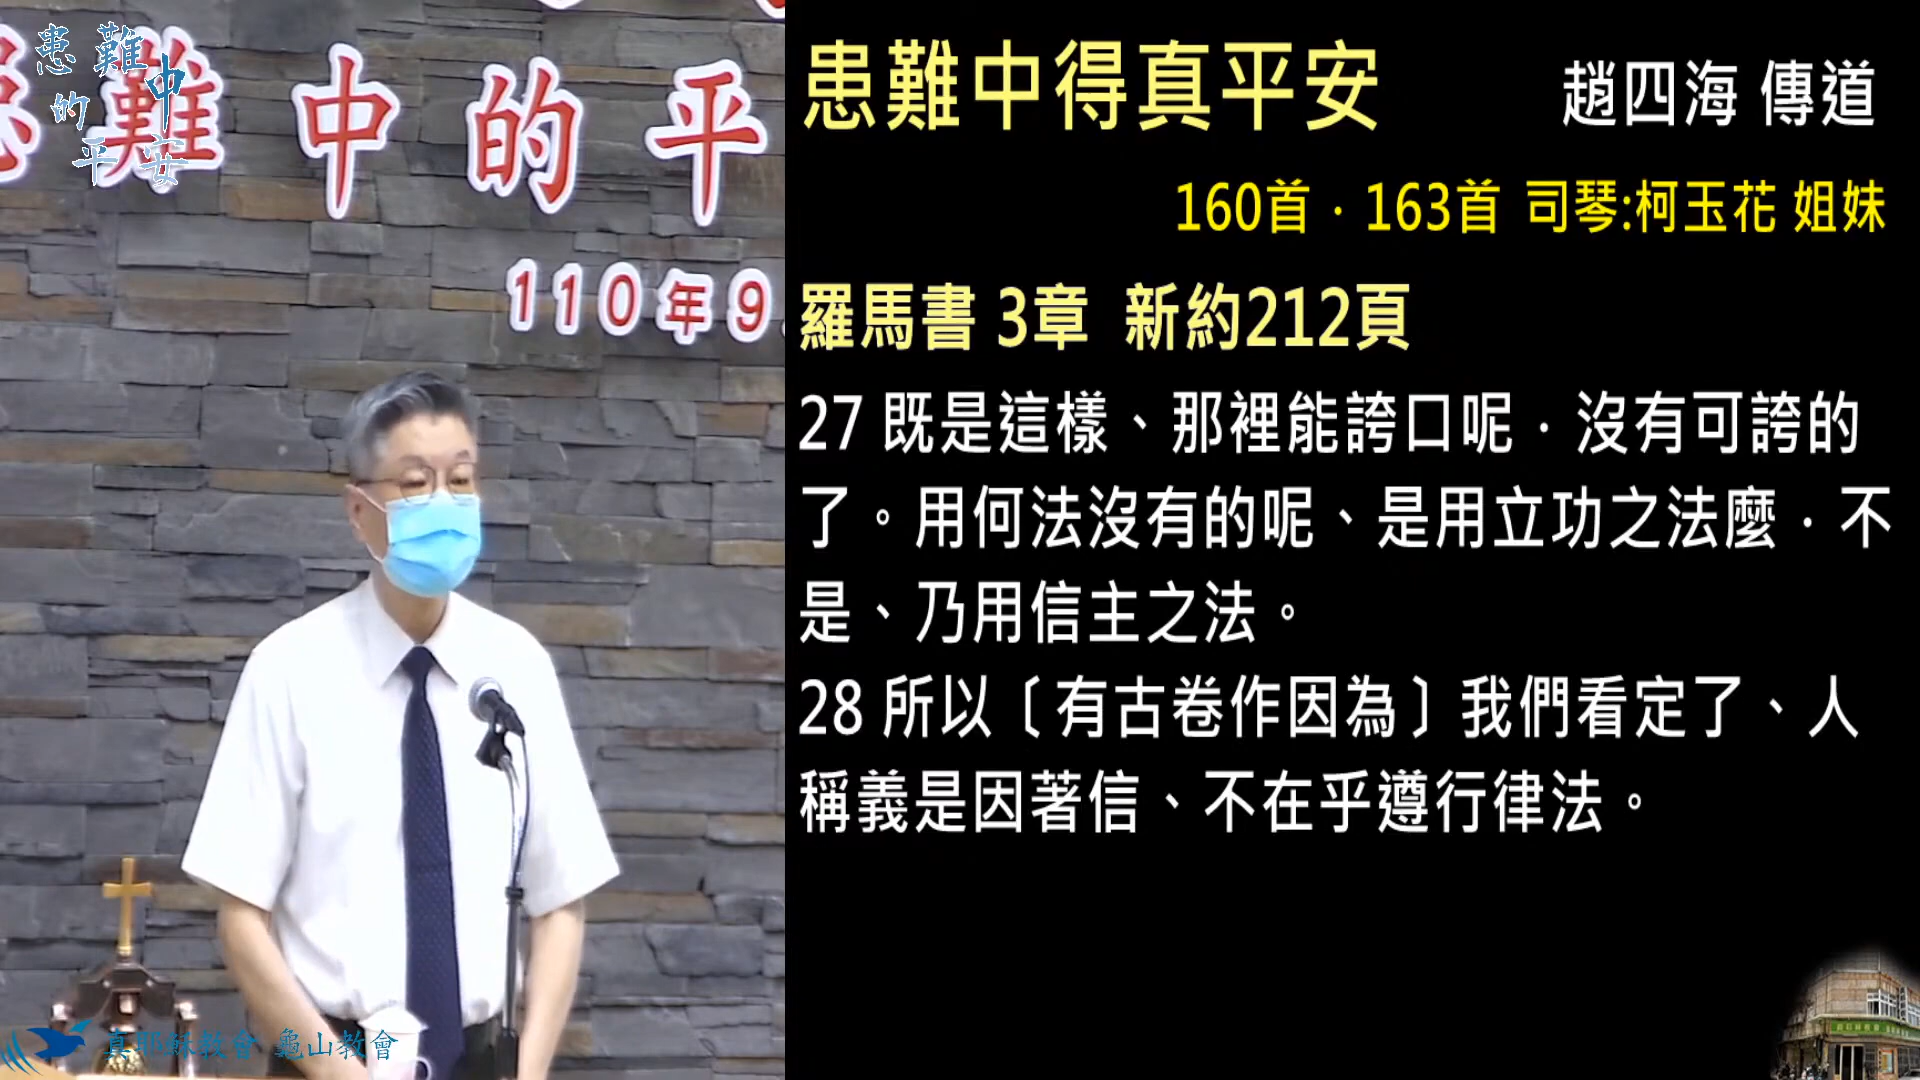 患難中的平安
患難中的平
110年9.
真耶穌教會 龜山教會
患難中得真平安 趙四海 傳道
160首．163首 司琴:柯玉花 姐妹
羅馬書 3章 新約212頁
27 既是這樣、那裡能誇口呢．沒有可誇的
了。用何法沒有的呢、是用立功之法麼．不
是、乃用信主之法。
28 所以〔有古卷作因為〕我們看定了、人
稱義是因著信、不在乎遵行律法。